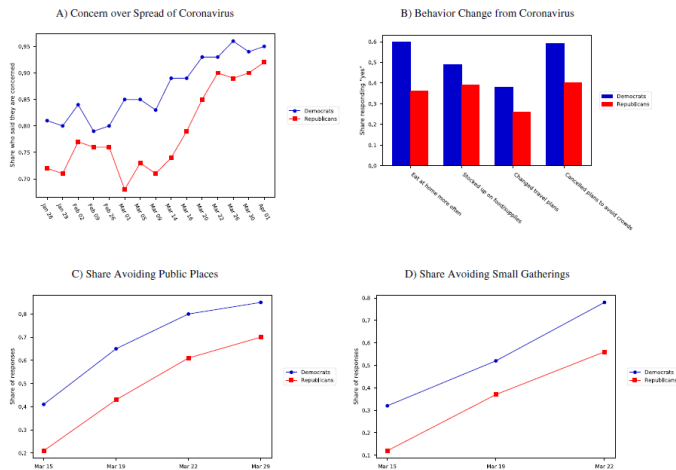 A) Concern over Spread of Coronavirus
Share who said they are concerned
0,95
0,90
0,85
0,80
0,75
0,70
Jan 28
Jan 29
Feb 02
Feb 09
Feb 26
Mar 01
Mar 05
Mar 09
Mar 14
Mar 16
Mar 20
Mar 22
Mar 26
Mar 30
Apr 01
Democrats
Republicans
B) Behavior Change from Coronavirus
Share responding "yes"
0,6
0,5
0,4
0,3
0,2
0,1
0,0
Eat at home more often
Stocked up on food/supplies
Changed travel plans
Cancelled plans to avoid crowds
Democrats
Republicans
C) Share Avoiding Public Places
Share of responses
0,8
0,7
0,6
0,5
0,4
0,3
0,2
Mar 15
Mar 19
Mar 22
Mar 29
Democrats
Republicans
D) Share Avoiding Small Gatherings
Share of responses
0,8
0,7
0,6
0,5
0,4
0,3
0,2
0,1
Mar 15
Mar 19
Mar 22
Democrats
Republicans